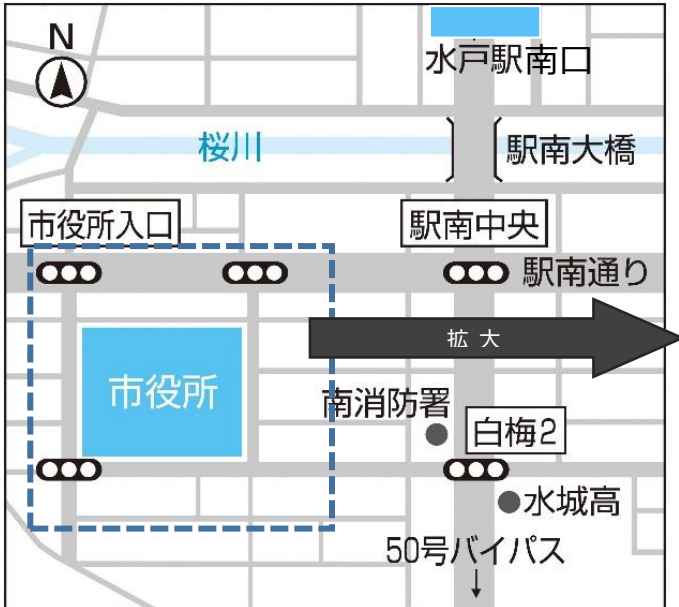 N
水戸駅南口
桜川
駅南大橋
市役所入口
駅南中央
駅南通り
拡大
市役所
南消防署
白梅2
水城高
50号バイパス